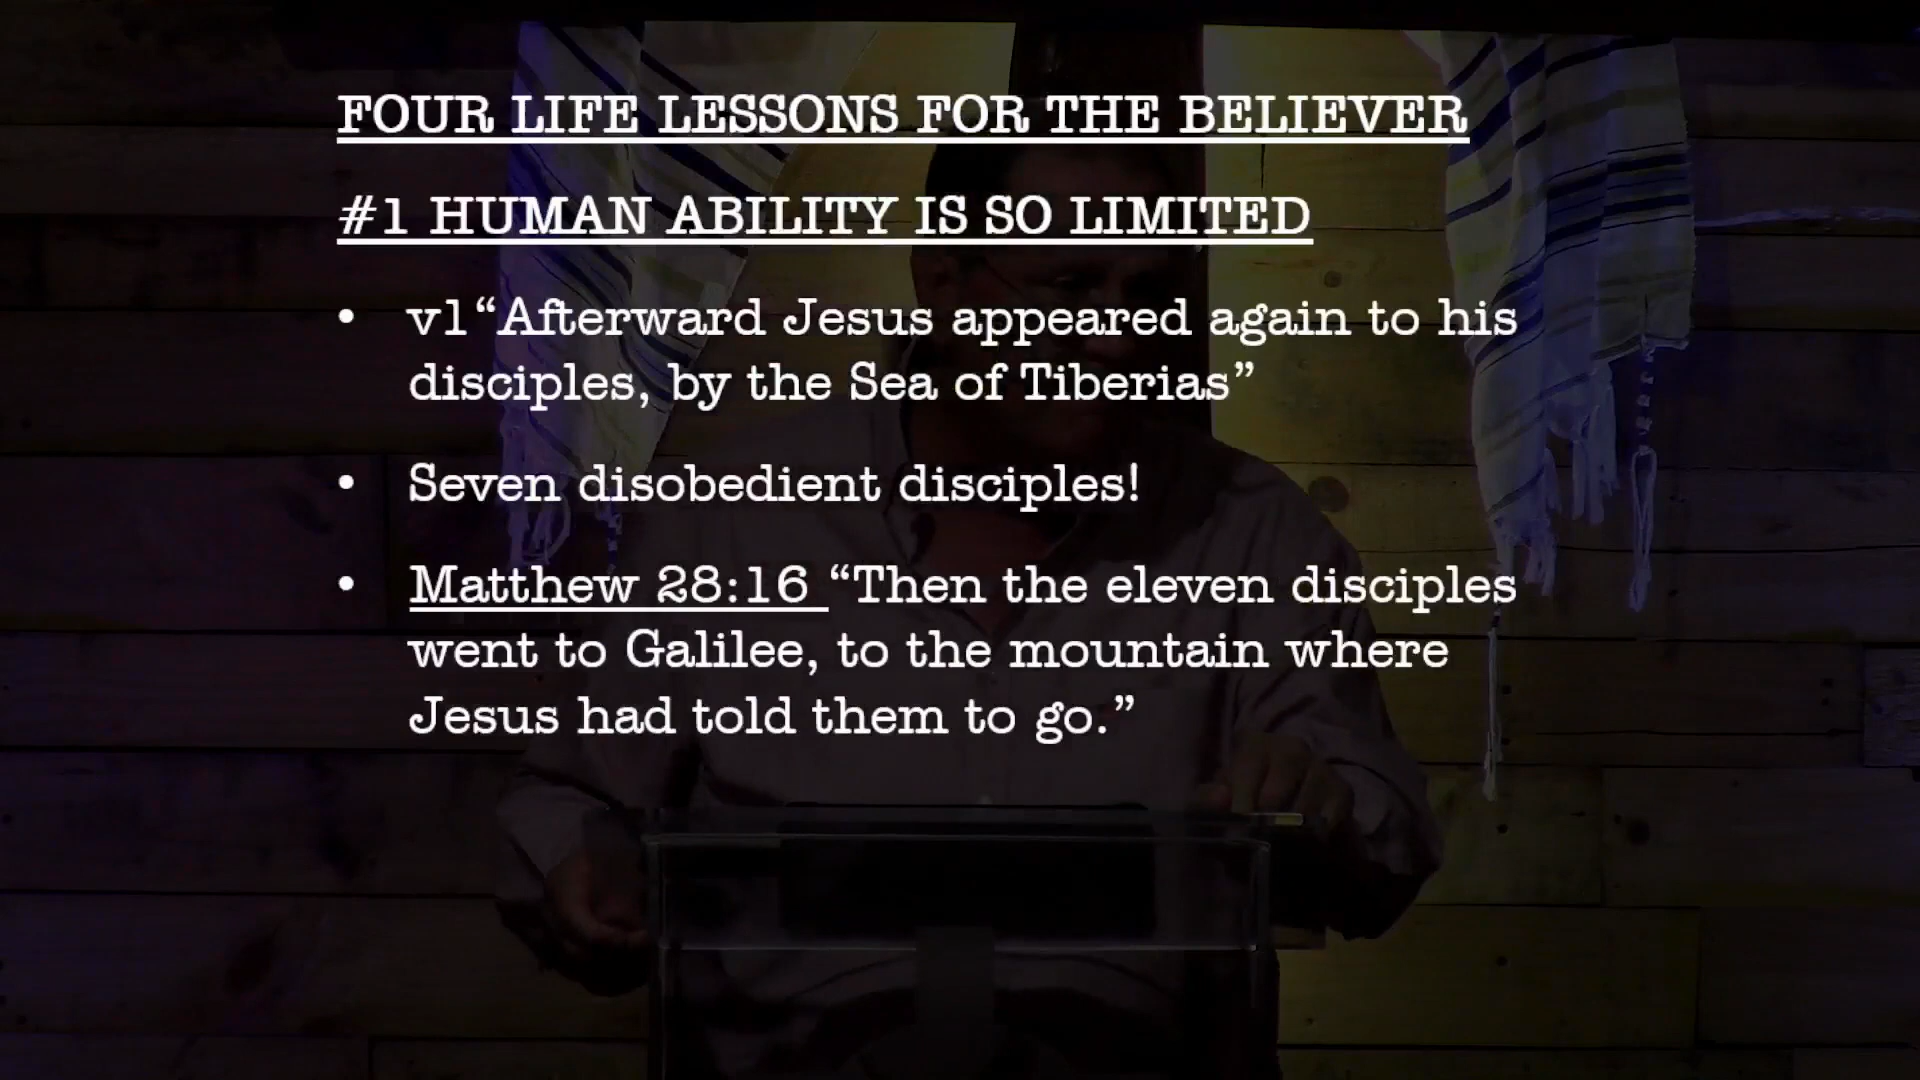 FOUR LIFE LESSONS FOR THE BELIEVER
#1 HUMAN ABILITY IS SO LIMITED
• v1“Afterward Jesus appeared again to his
disciples, by the Sea of Tiberias”
• Seven disobedient disciples!
• Matthew 28:16 “Then the eleven disciples
went to Galilee, to the mountain where
Jesus had told them to go.”